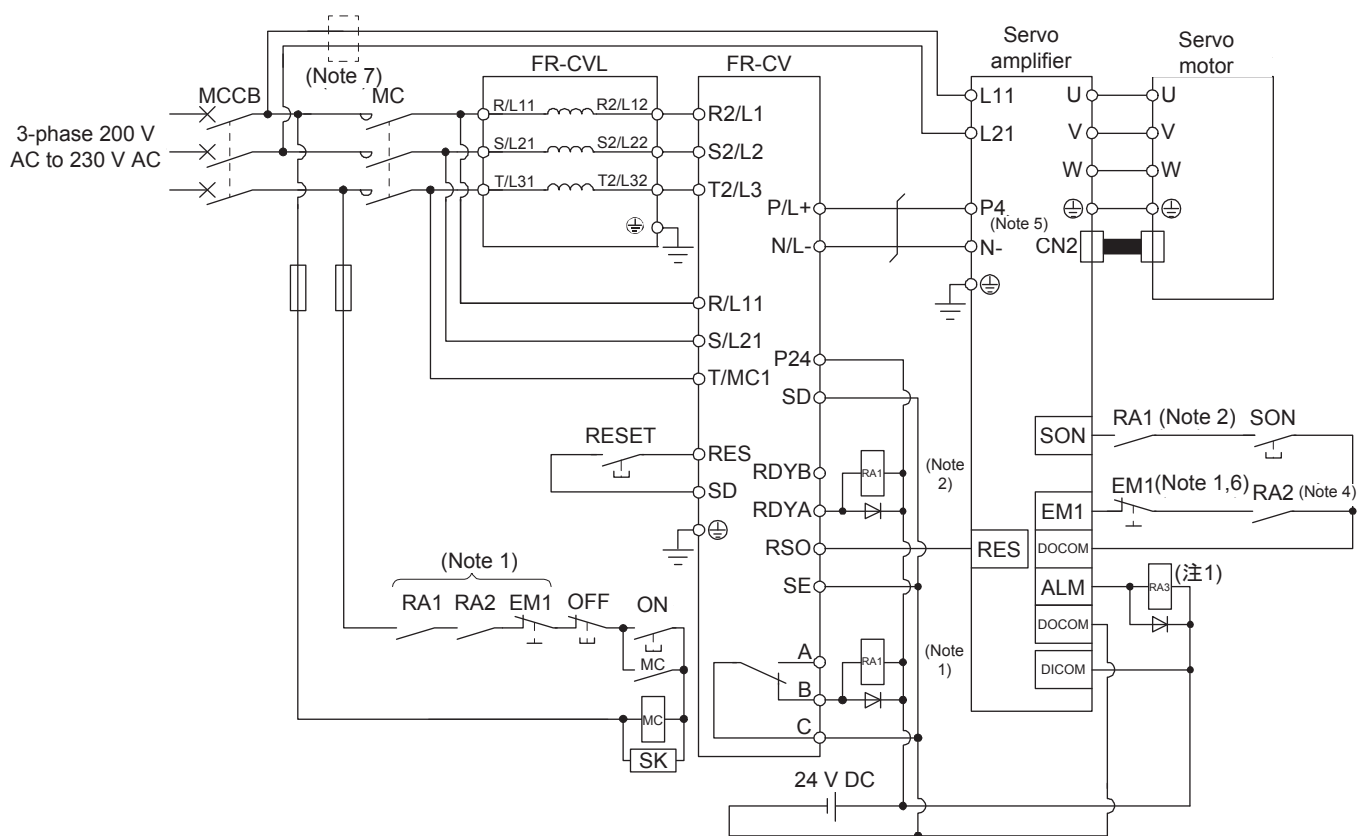 Servo
amplifier
Servo
motor
(Note 7)
FR-CVL
FR-CV
MCCB
MC
3-phase 200 V
AC to 230 V AC
R/L11
R2/L12
R2/L1
L11
U
U
S/L21
S2/L22
S2/L2
L21
V
V
T/L31
T2/L32
T2/L3
W
W
P/L+
P4
(Note 5)
N/L-
N-
CN2
R/L11
S/L21
P24
T/MC1
SD
RESET
RES
SD
RDYB
RDYA
RA1
(Note
2)
SON
RA1 (Note 2)
SON
EM1
EM1(Note 1,6)
RA2 (Note 4)
RSO
RES
DOCOM
SE
ALM
RA3
(注1)
DOCOM
DICOM
(Note 1)
RA1
RA2
EM1
OFF
ON
MC
A
B
C
RA1
(Note
1)
MC
SK
24 V DC